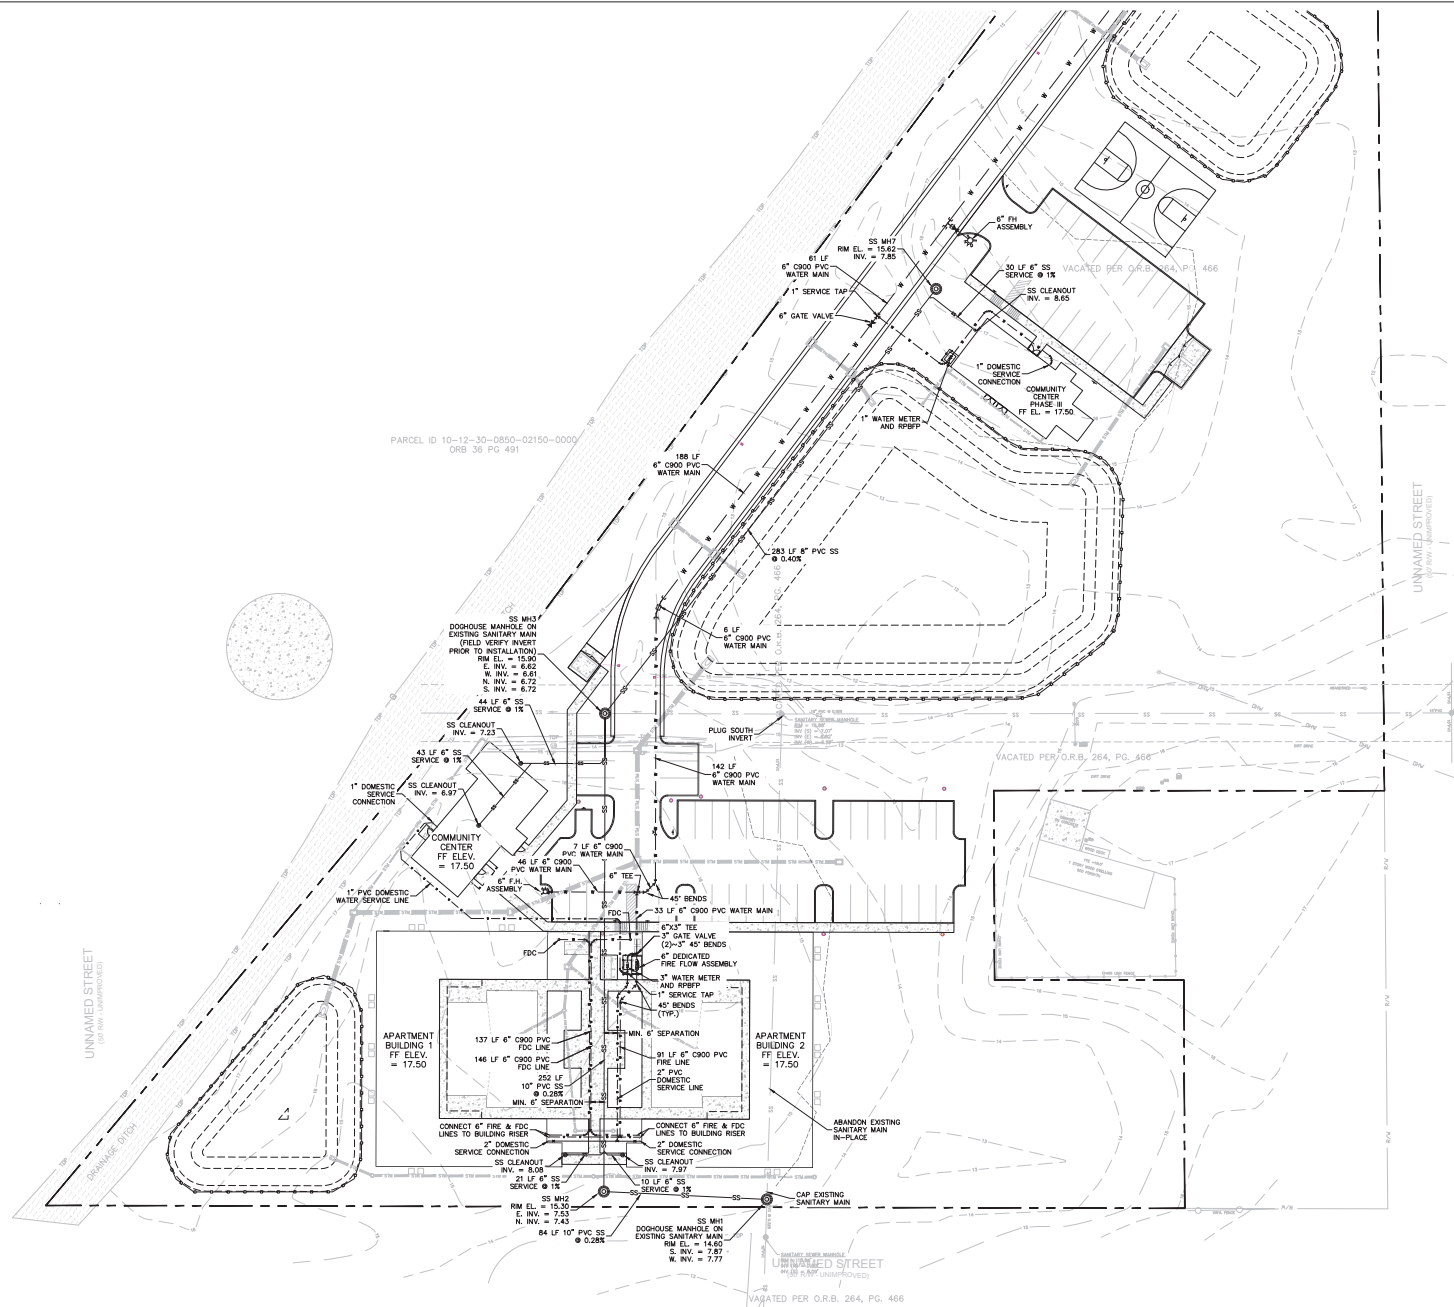 6" FH
ASSEMBLY
SS MH7
RIM EL. = 15.62
INV. = 7.85
61 LF
6" C900 PVC
WATER MAIN
1" SERVICE TAP
6" GATE VALVE
30 LF 6" SS
SERVICE @ 1%
VACATED PER O.R.B. 264, PG. 466
SS CLEANOUT
INV. = 8.65
1" DOMESTIC
SERVICE
CONNECTION
COMMUNITY
CENTER
PHASE III
FF EL. = 17.50
1" WATER METER
AND RPBFP
PARCEL ID 10-12-30-0850-02150-0000
ORB 36 PG 491
188 LF
6" C900 PVC
WATER MAIN
283 LF 8" PVC SS
@ 0.40%
UNNAMED STREET
(50' R/W - UNIMPROVED)
SS MH3
DOGHOUSE MANHOLE ON
EXISTING SANITARY MAIN
(FIELD VERIFY INVERT
PRIOR TO INSTALLATION)
RIM EL. = 15.90
E. INV. = 6.62
W. INV. = 6.61
N. INV. = 6.72
S. INV. = 6.72
6 LF
6" C900 PVC
WATER MAIN
44 LF 6" SS
SERVICE @ 1%
SS CLEANOUT
INV. = 7.23
PLUG SOUTH
INVERT
SANITARY SEWER MANHOLE
43 LF 6" SS
SERVICE @ 1%
VACATED PER O.R.B. 264, PG. 466
142 LF
6" C900 PVC
WATER MAIN
1" DOMESTIC
SERVICE
CONNECTION
SS CLEANOUT
INV. = 6.97
COMMUNITY
CENTER
FF ELEV.
= 17.50
7 LF 6" C900
PVC WATER MAIN
46 LF 6" C900
PVC WATER MAIN
6" TEE
6" F.H.
ASSEMBLY
1" PVC DOMESTIC
WATER SERVICE LINE
45° BENDS
33 LF 6" C900 PVC WATER MAIN
FDC
6"X3" TEE
3" GATE VALVE
(2)~3" 45° BENDS
FDC
6" DEDICATED
FIRE FLOW ASSEMBLY
3" WATER METER
AND RPBFP
1" SERVICE TAP
45° BENDS
(TYP.)
UNNAMED STREET
(50' R/W - UNIMPROVED)
APARTMENT
BUILDING 1
FF ELEV.
= 17.50
137 LF 6" C900 PVC
FDC LINE
146 LF 6" C900 PVC
FDC LINE
252 LF
10" PVC SS
@ 0.28%
MIN. 6' SEPARATION
MIN. 6' SEPARATION
91 LF 6" C900 PVC
FIRE LINE
2" PVC
DOMESTIC
SERVICE LINE
APARTMENT
BUILDING 2
FF ELEV.
= 17.50
DRAINAGE DITCH
ABANDON EXISTING
SANITARY MAIN
IN-PLACE
CONNECT 6" FIRE & FDC
LINES TO BUILDING RISER
CONNECT 6" FIRE & FDC
LINES TO BUILDING RISER
2" DOMESTIC
SERVICE CONNECTION
2" DOMESTIC
SERVICE CONNECTION
SS CLEANOUT
INV. = 8.08
SS CLEANOUT
INV. = 7.97
21 LF 6" SS
SERVICE @ 1%
10 LF 6" SS
SERVICE @ 1%
SS MH2
RIM EL. = 15.30
E. INV. = 7.53
N. INV. = 7.43
84 LF 10" PVC SS
@ 0.28%
CAP EXISTING
SANITARY MAIN
SS MH1
DOGHOUSE MANHOLE ON
EXISTING SANITARY MAIN
RIM EL. = 14.60
S. INV. = 7.87
W. INV. = 7.77
SANITARY SEWER MANHOLE
UNNAMED STREET
(50' R/W - UNIMPROVED)
VACATED PER O.R.B. 264, PG. 466